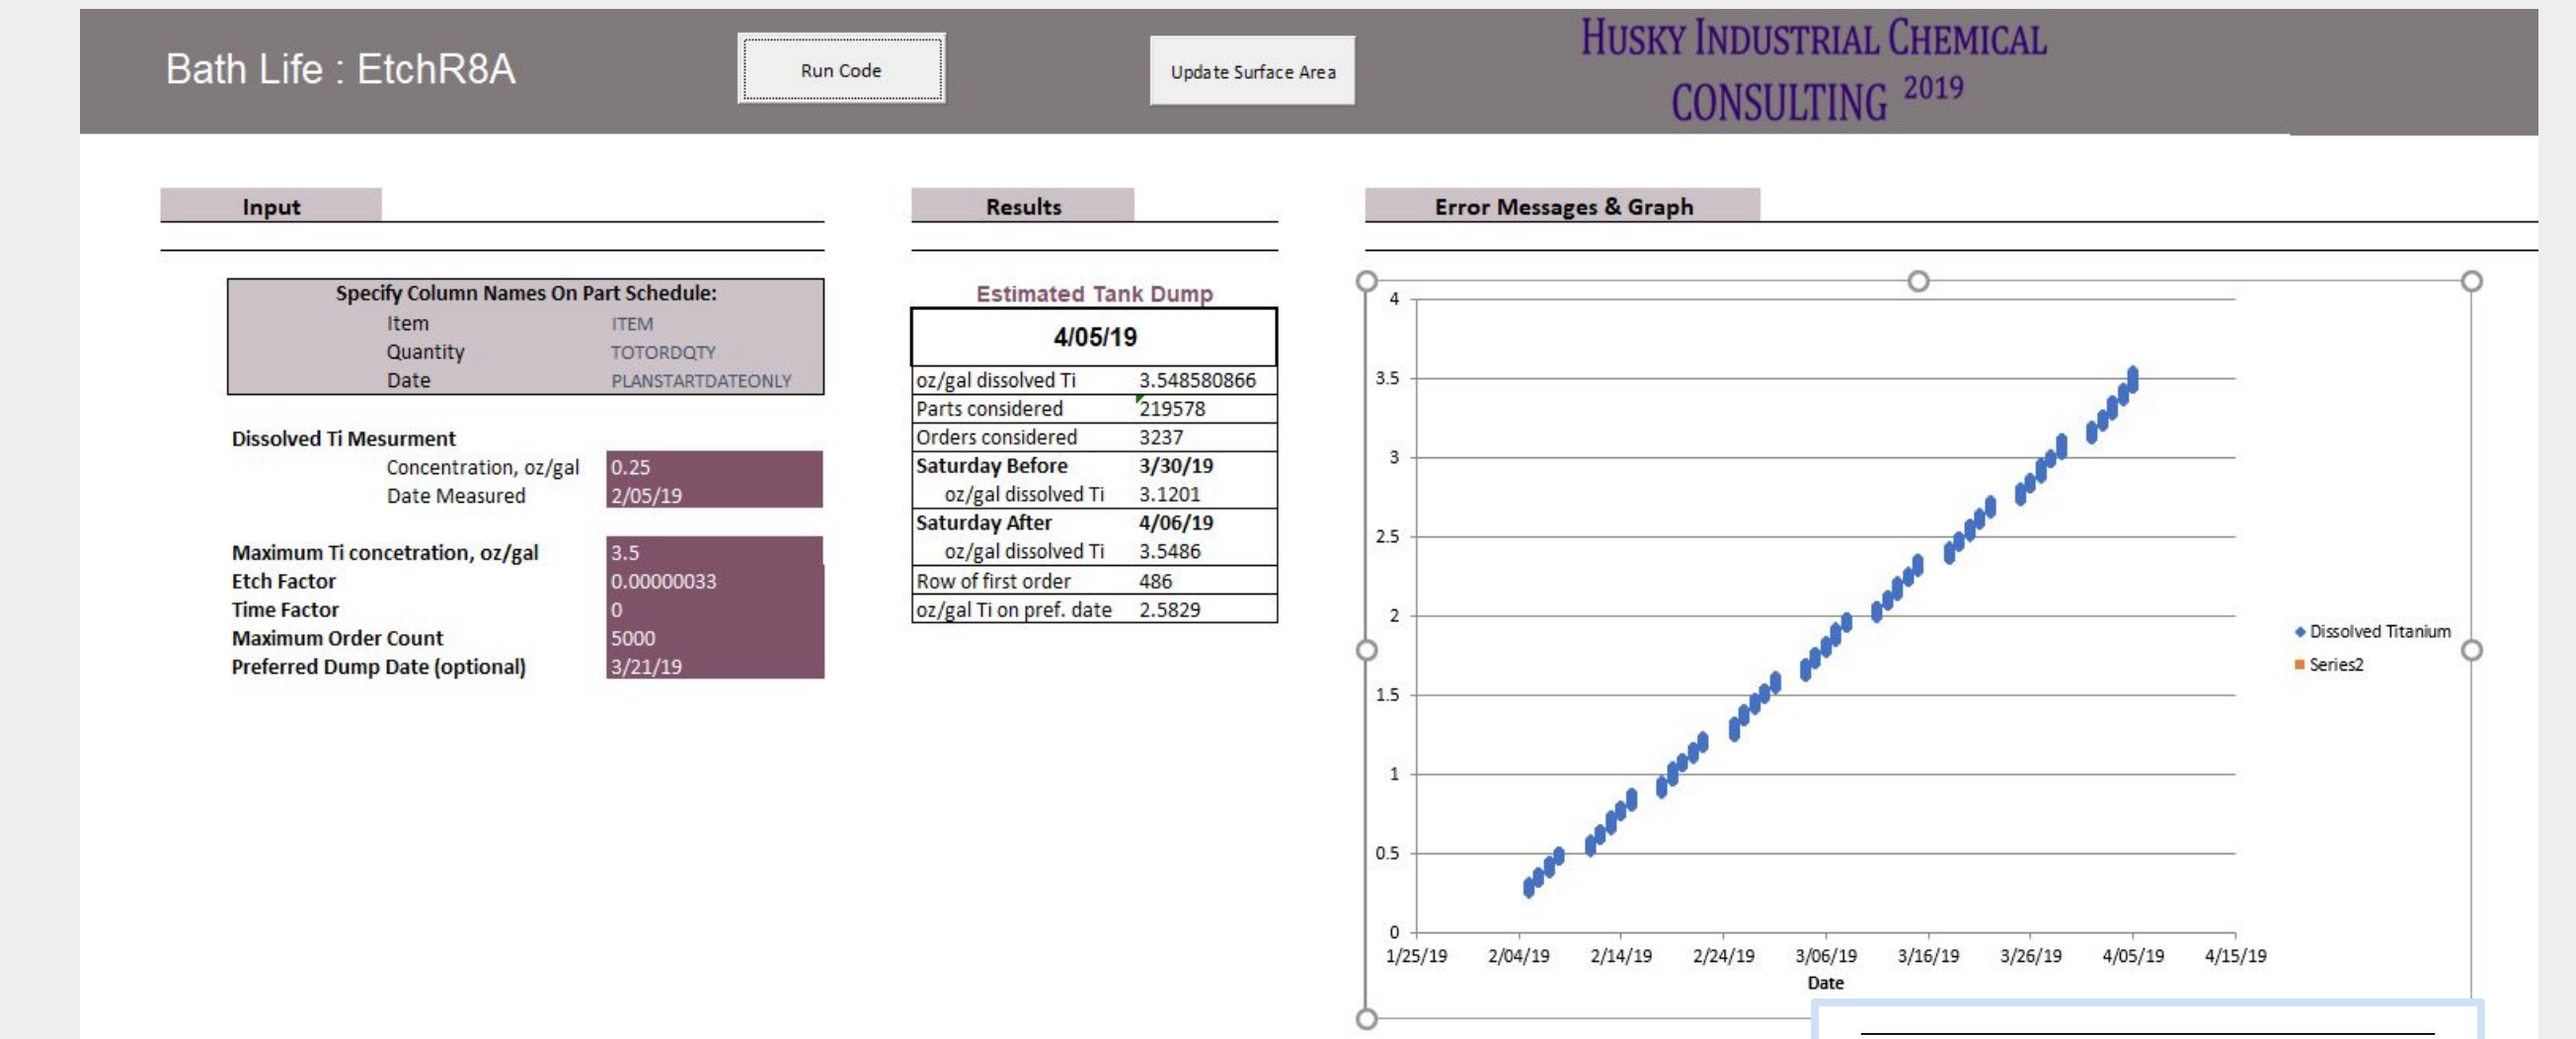 Bath Life : EtchR8A
Run Code
Update Surface Area
HUSKY INDUSTRIAL CHEMICAL
CONSULTING 2019
Input
Results
Error Messages & Graph
Specify Column Names On Part Schedule:
Item ITEM
Quantity TOTORDQTY
Date PLANSTARTDATEONLY
Dissolved Ti Mesurment
Concentration, oz/gal 0.25
Date Measured 2/05/19
Maximum Ti concetration, oz/gal 3.5
Etch Factor 0.00000033
Time Factor 0
Maximum Order Count 5000
Preferred Dump Date (optional) 3/21/19
Estimated Tank Dump
4/05/19
oz/gal dissolved Ti 3.548580866
Parts considered 219578
Orders considered 3237
Saturday Before 3/30/19
oz/gal dissolved Ti 3.1201
Saturday After 4/06/19
oz/gal dissolved Ti 3.5486
Row of first order 486
oz/gal Ti on pref. date 2.5829
4
3.5
3
2.5
2
1.5
1
0.5
0
1/25/19 2/04/19 2/14/19 2/24/19 3/06/19 3/16/19 3/26/19 4/05/19 4/15/19
Date
Dissolved Titanium
Series2